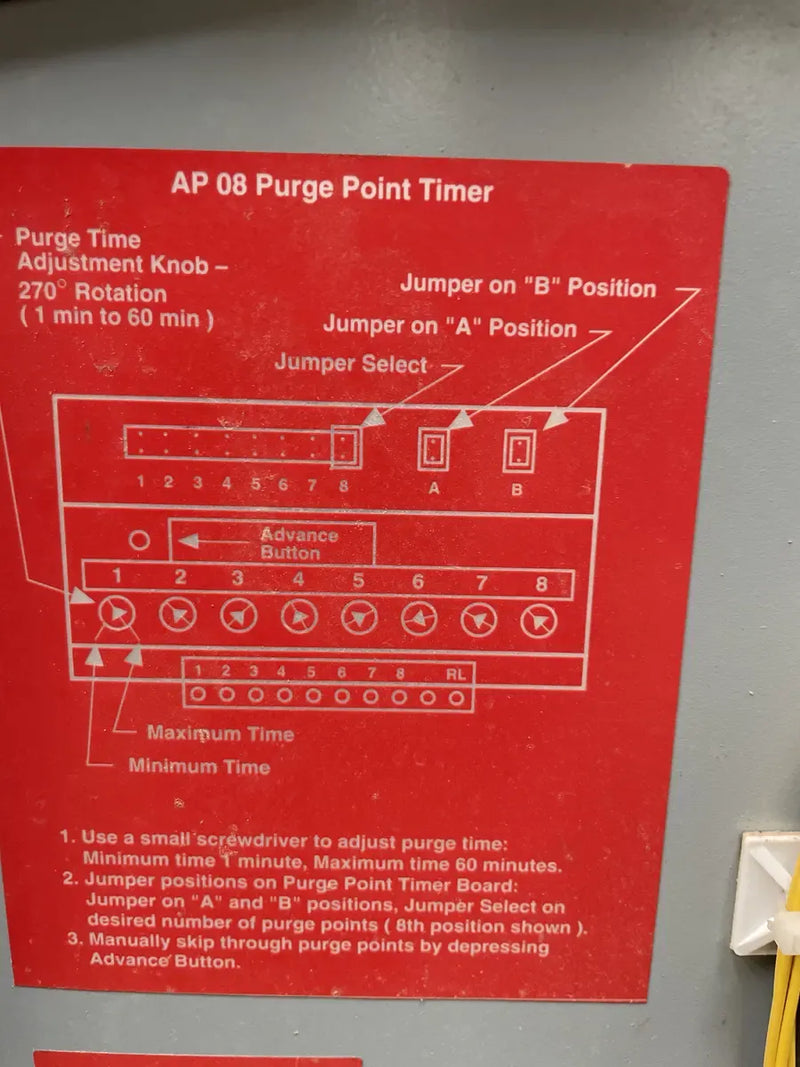 AP 08 Purge Point Timer
Purge Time
Adjustment Knob –
270° Rotation
( 1 min to 60 min )
Jumper on "B" Position
Jumper on "A" Position
Jumper Select
1 2 3 4 5 6 7 8 A B
Advance
Button
1 2 3 4 5 6 7 8
1 2 3 4 5 6 7 8 RL
Maximum Time
Minimum Time
1. Use a small screwdriver to adjust purge time:
Minimum time 1 minute, Maximum time 60 minutes.
2. Jumper positions on Purge Point Timer Board:
Jumper on "A" and "B" positions, Jumper Select on
desired number of purge points ( 8th position shown ).
3. Manually skip through purge points by depressing
Advance Button.